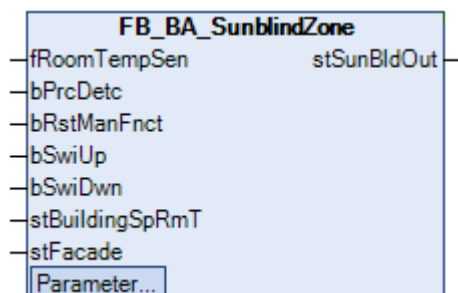 FB_BA_SunblindZone
fRoomTempSen stSunBldOut
bPrcDetc
bRstManFnct
bSwiUp
bSwiDwn
stBuildingSpRmT
stFacade
Parameter...